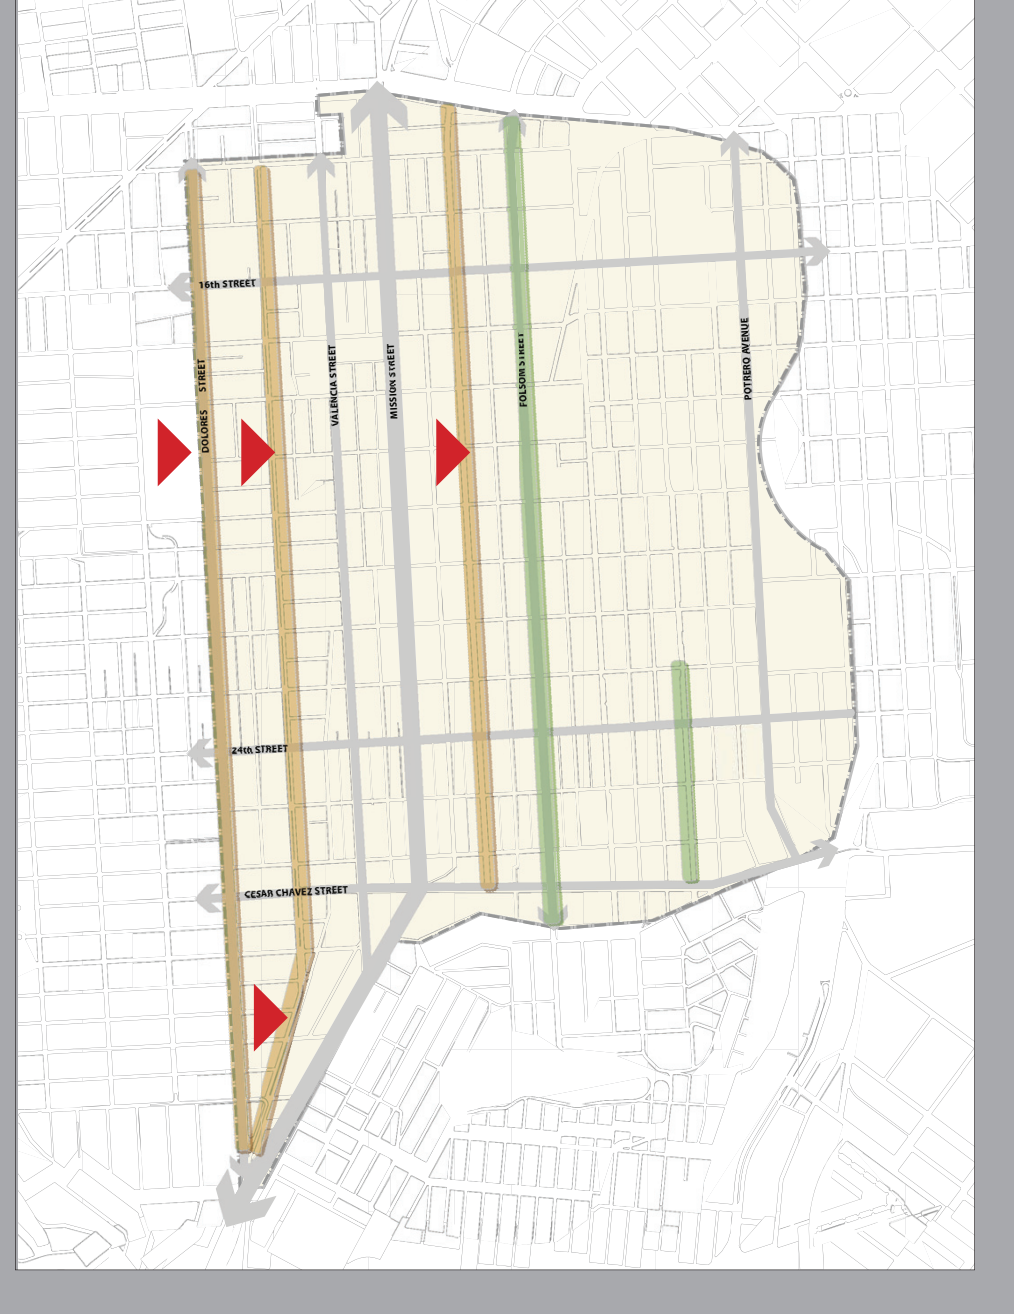 16th STREET
DOLORES STREET
VALENCIA STREET
MISSION STREET
FOLSOM STREET
POTRERO AVENUE
24th STREET
CESAR CHAVEZ STREET